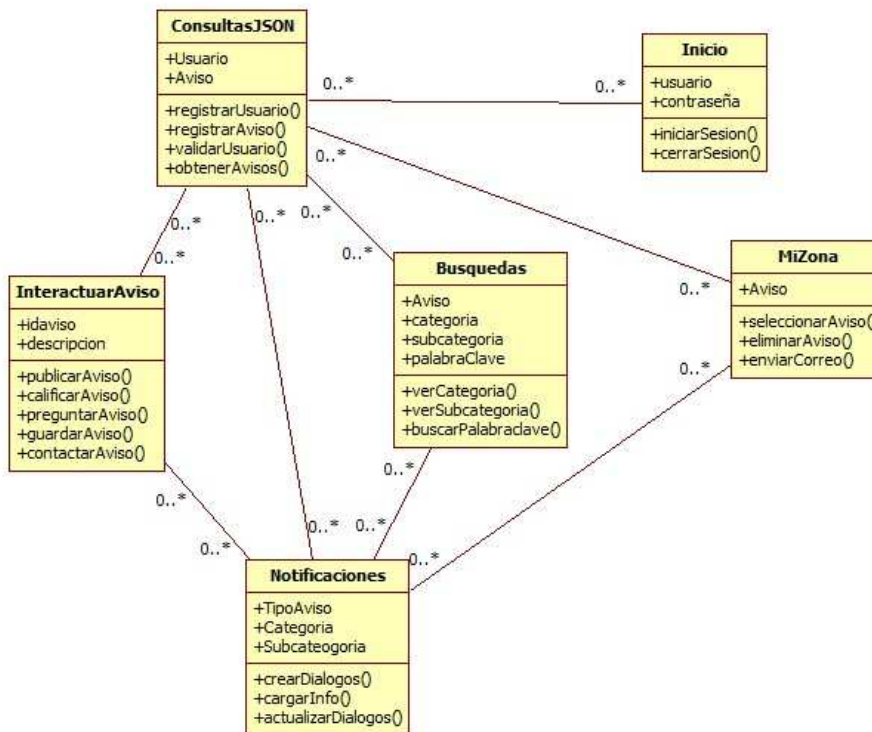 ConsultasJSON
+Usuario
+Aviso
+registrarUsuario()
+registrarAviso()
+validarUsuario()
+obtenerAvisos()
Inicio
+usuario
+contraseña
+iniciarSesion()
+cerrarSesion()
0..*
0..*
0..*
0..*
0..*
0..*
0..*
0..*
InteractuarAviso
+idaviso
+descripcion
+publicarAviso()
+calificarAviso()
+preguntarAviso()
+guardarAviso()
+contactarAviso()
Busquedas
+Aviso
+categoria
+subcategoria
+palabraClave
+verCategoria()
+verSubcategoria()
+buscarPalabraclave()
MiZona
+Aviso
+seleccionarAviso()
+eliminarAviso()
+enviarCorreo()
0..*
0..*
0..*
0..*
0..*
0..*
0..*
0..*
0..*
0..*
Notificaciones
+TipoAviso
+Categoria
+Subcateogoria
+crearDialogos()
+cargarInfo()
+actualizarDialogos()